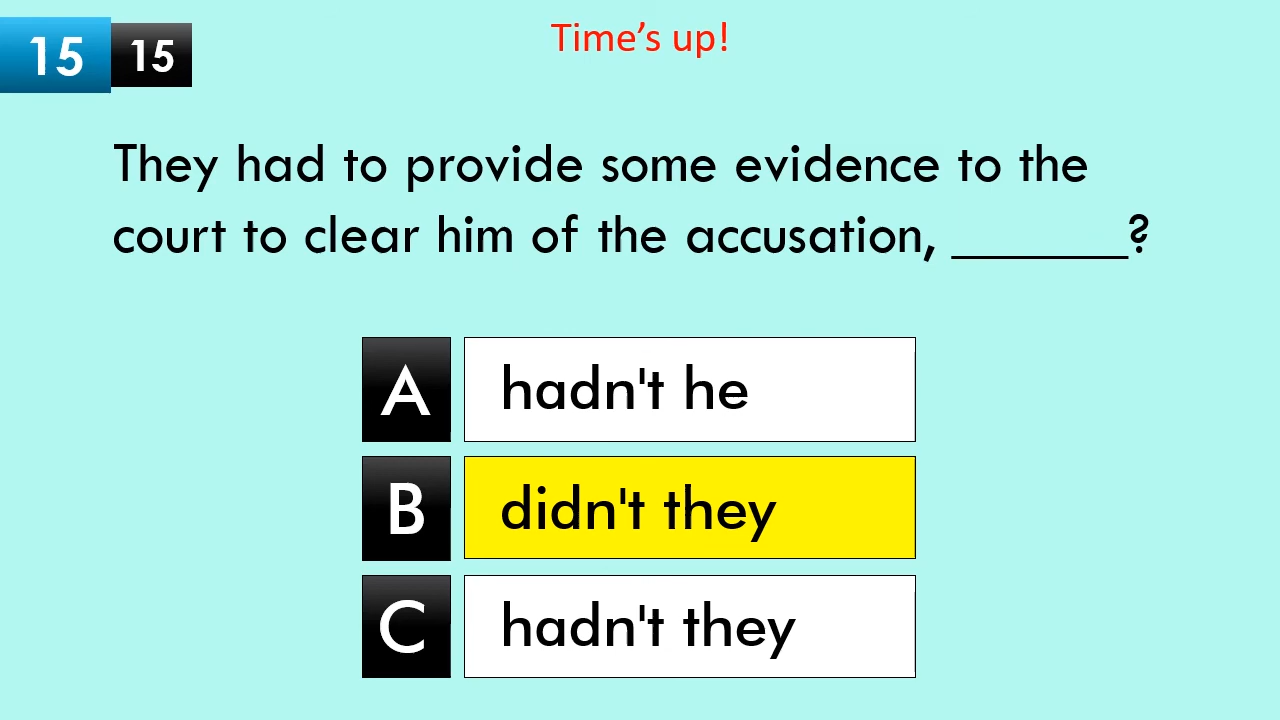 15 15
Time’s up!
They had to provide some evidence to the
court to clear him of the accusation, _______?
A hadn't he
B didn't they
C hadn't they